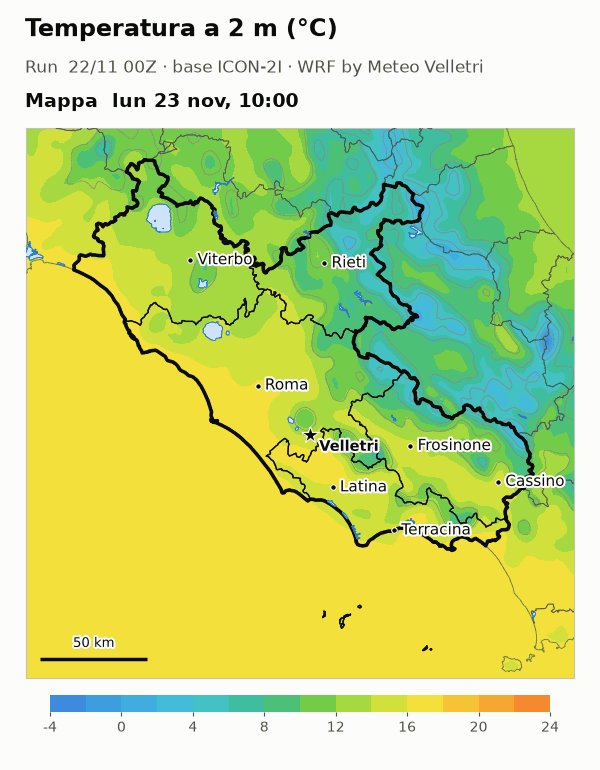 Temperatura a 2 m (°C)
Run  22/11 00Z · base ICON-2I · WRF by Meteo Velletri
Mappa  lun 23 nov, 10:00
Viterbo
Rieti
Roma
Velletri
Frosinone
Cassino
Latina
Terracina
50 km
-4 0 4 8 12 16 20 24